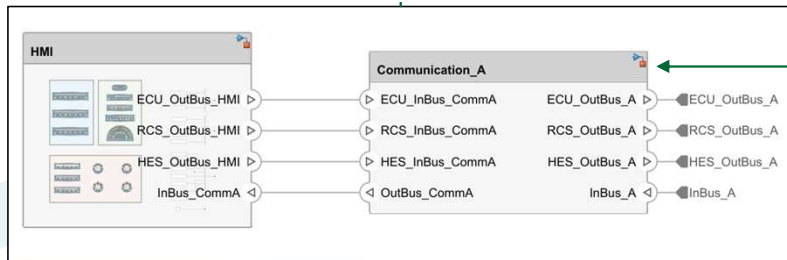 HMI
ECU_OutBus_HMI
RCS_OutBus_HMI
HES_OutBus_HMI
InBus_CommA
Communication_A
ECU_InBus_CommA ECU_OutBus_A
RCS_InBus_CommA RCS_OutBus_A
HES_InBus_CommA HES_OutBus_A
OutBus_CommA InBus_A
ECU_OutBus_A
RCS_OutBus_A
HES_OutBus_A
InBus_A